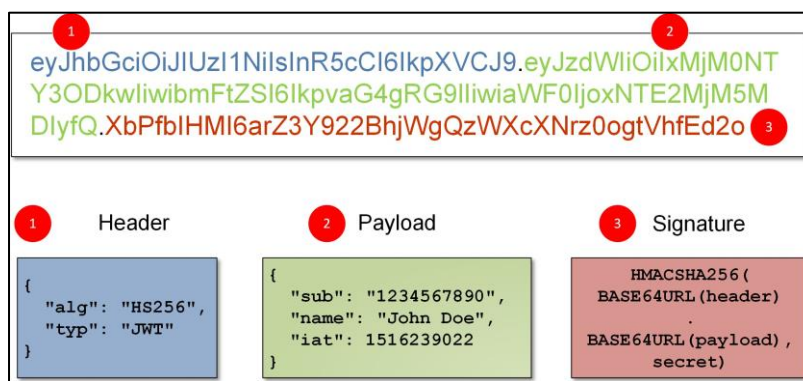 1
2
eyJhbGciOiJIUzI1NiIsInR5cCI6IkpXVCJ9.eyJzdWIiOiIxMjM0NT
Y3ODkwIiwibmFtZSI6IkpvaG4gRG9lIiwiaWF0IjoxNTE2MjM5M
DIyfQ.XbPfbIHMI6arZ3Y922BhjWgQzWXcXNrz0ogtVhfEd2o 3
1 Header
2 Payload
3 Signature
{
"alg": "HS256",
"typ": "JWT"
}
{
"sub": "1234567890",
"name": "John Doe",
"iat": 1516239022
}
HMACSHA256(
BASE64URL(header)
.
BASE64URL(payload),
secret)